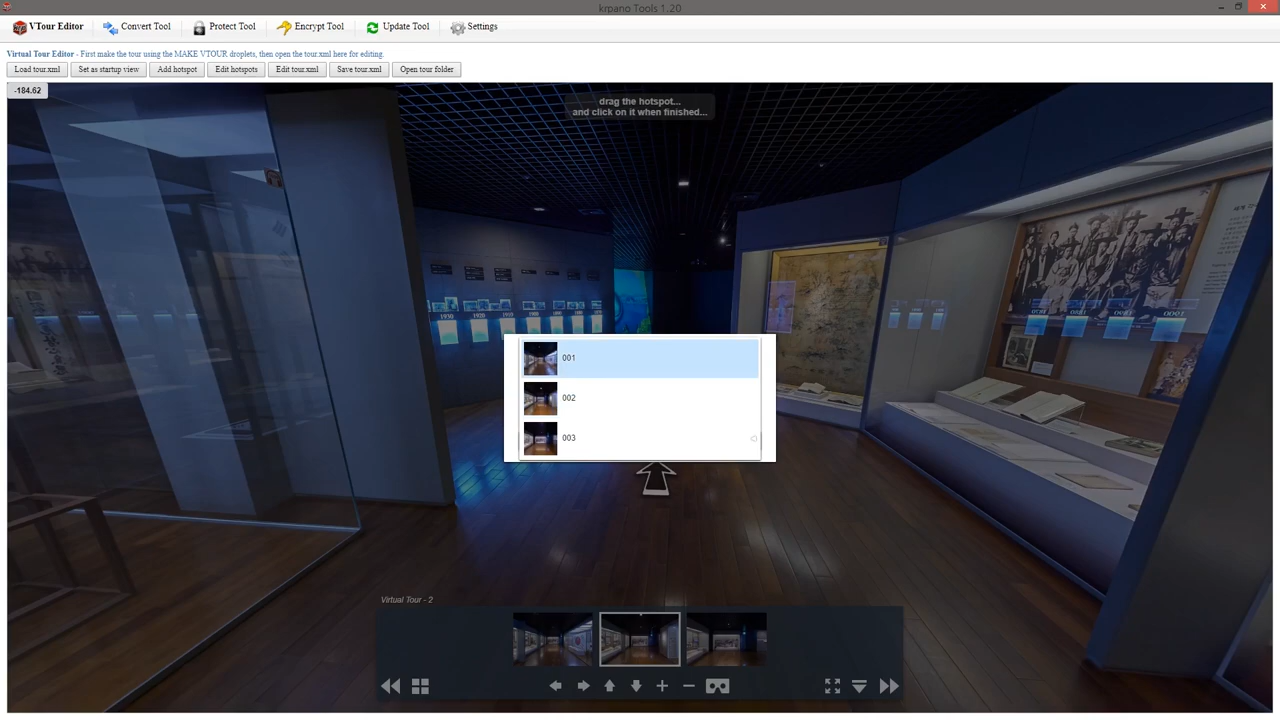 krpano Tools 1.20
VTour Editor Convert Tool Protect Tool Encrypt Tool Update Tool Settings
Virtual Tour Editor - First make the tour using the MAKE VTOUR droplets, then open the tour.xml here for editing.
Load tour.xml Set as startup view Add hotspot Edit hotspots Edit tour.xml Save tour.xml Open tour folder
-184.62
drag the hotspot...
and click on it when finished...
1930 1920
001
002
003
Virtual Tour - 2